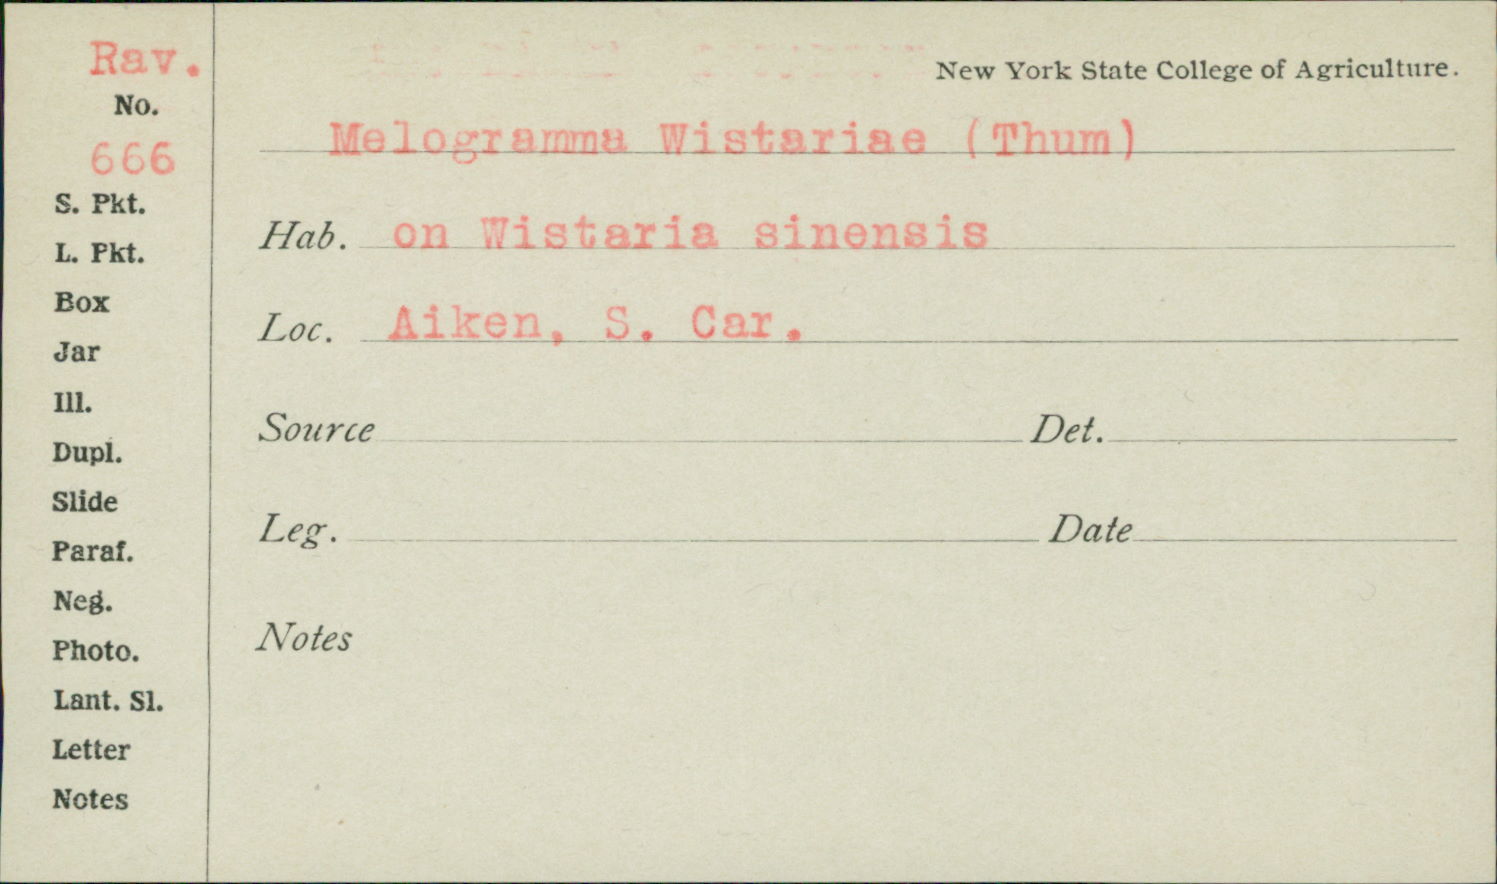 Rav.
No.
666
S. Pkt.
L. Pkt.
Box
Jar
Ill.
Dupl.
Slide
Paraf.
Neg.
Photo.
Lant. Sl.
Letter
Notes
New York State College of Agriculture.
Melogramma Wistariae (Thum)
Hab. on Wistaria sinensis
Loc. Aiken, S. Car.
Source Det.
Leg. Date
Notes